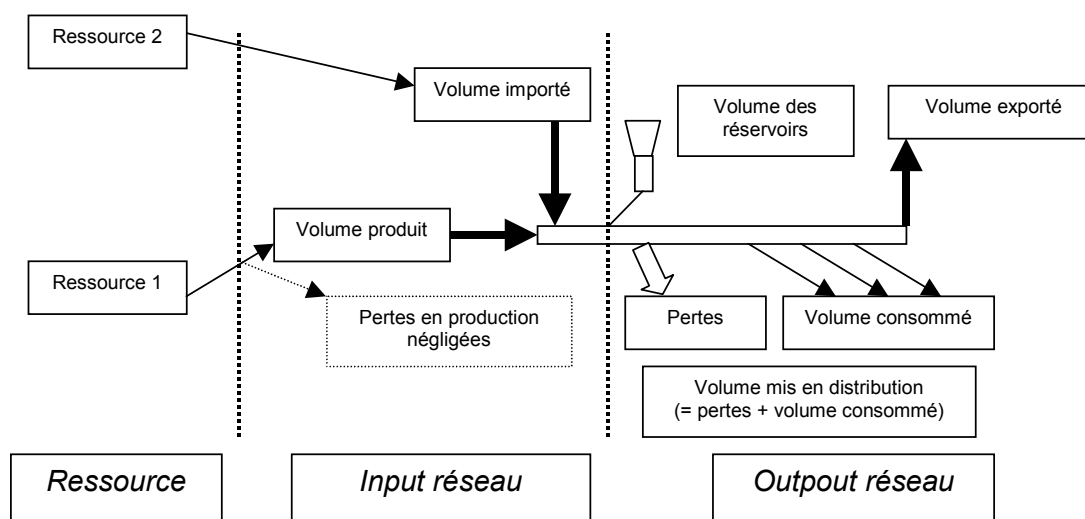 Ressource 2
Volume importé
Volume des
réservoirs
Volume exporté
Volume produit
Ressource 1
Pertes en production
négligées
Pertes
Volume consommé
Volume mis en distribution
(= pertes + volume consommé)
Ressource
Input réseau
Outpout réseau